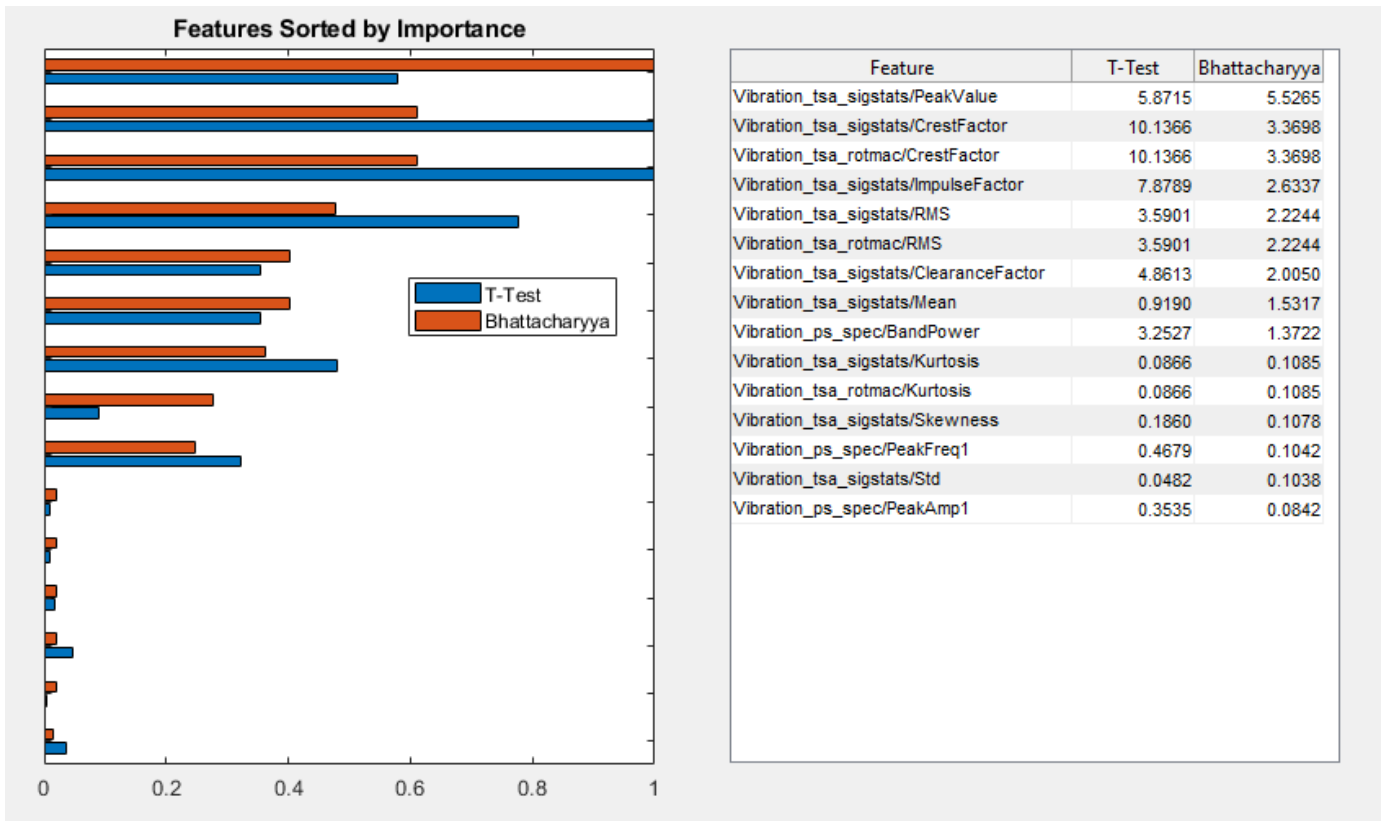 Features Sorted by Importance
T-Test
Bhattacharyya
0 0.2 0.4 0.6 0.8 1
Feature T-Test Bhattacharyya
Vibration_tsa_sigstats/PeakValue 5.8715 5.5265
Vibration_tsa_sigstats/CrestFactor 10.1366 3.3698
Vibration_tsa_rotmac/CrestFactor 10.1366 3.3698
Vibration_tsa_sigstats/ImpulseFactor 7.8789 2.6337
Vibration_tsa_sigstats/RMS 3.5901 2.2244
Vibration_tsa_rotmac/RMS 3.5901 2.2244
Vibration_tsa_sigstats/ClearanceFactor 4.8613 2.0050
Vibration_tsa_sigstats/Mean 0.9190 1.5317
Vibration_ps_spec/BandPower 3.2527 1.3722
Vibration_tsa_sigstats/Kurtosis 0.0866 0.1085
Vibration_tsa_rotmac/Kurtosis 0.0866 0.1085
Vibration_tsa_sigstats/Skewness 0.1860 0.1078
Vibration_ps_spec/PeakFreq1 0.4679 0.1042
Vibration_tsa_sigstats/Std 0.0482 0.1038
Vibration_ps_spec/PeakAmp1 0.3535 0.0842